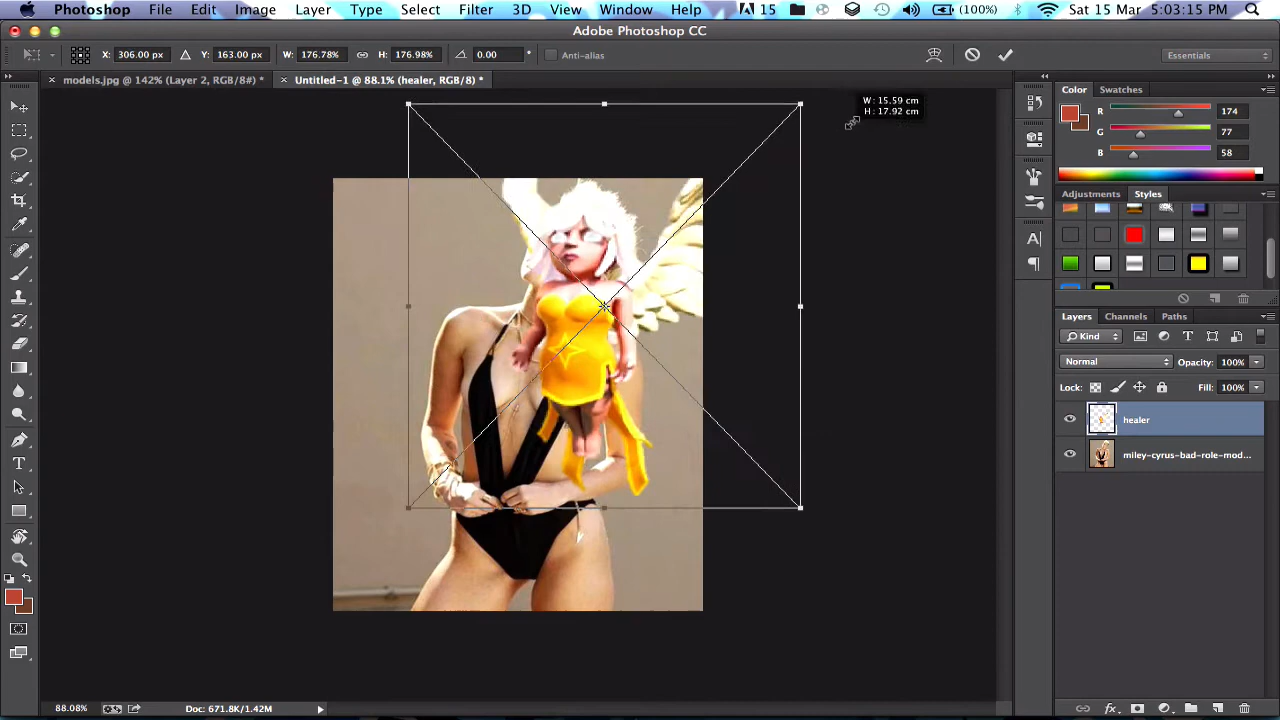 Photoshop File Edit Image Layer Type Select Filter 3D View Window Help 15 (100%) Sat 15 Mar 5:03:15 PM
Adobe Photoshop CC
X: 306.00 px Y: 163.00 px W: 176.78% H: 176.98% 0.00 ° Anti-alias Essentials
models.jpg @ 142% (Layer 2, RGB/8#) * Untitled-1 @ 88.1% (healer, RGB/8) *
Color Swatches
W: 15.59 cm
H: 17.92 cm
R 174
G 77
B 58
Adjustments Styles
Layers Channels Paths
Kind
Normal Opacity: 100%
Lock: Fill: 100%
healer
miley-cyrus-bad-role-mod...
88.08% Doc: 671.8K/1.42M